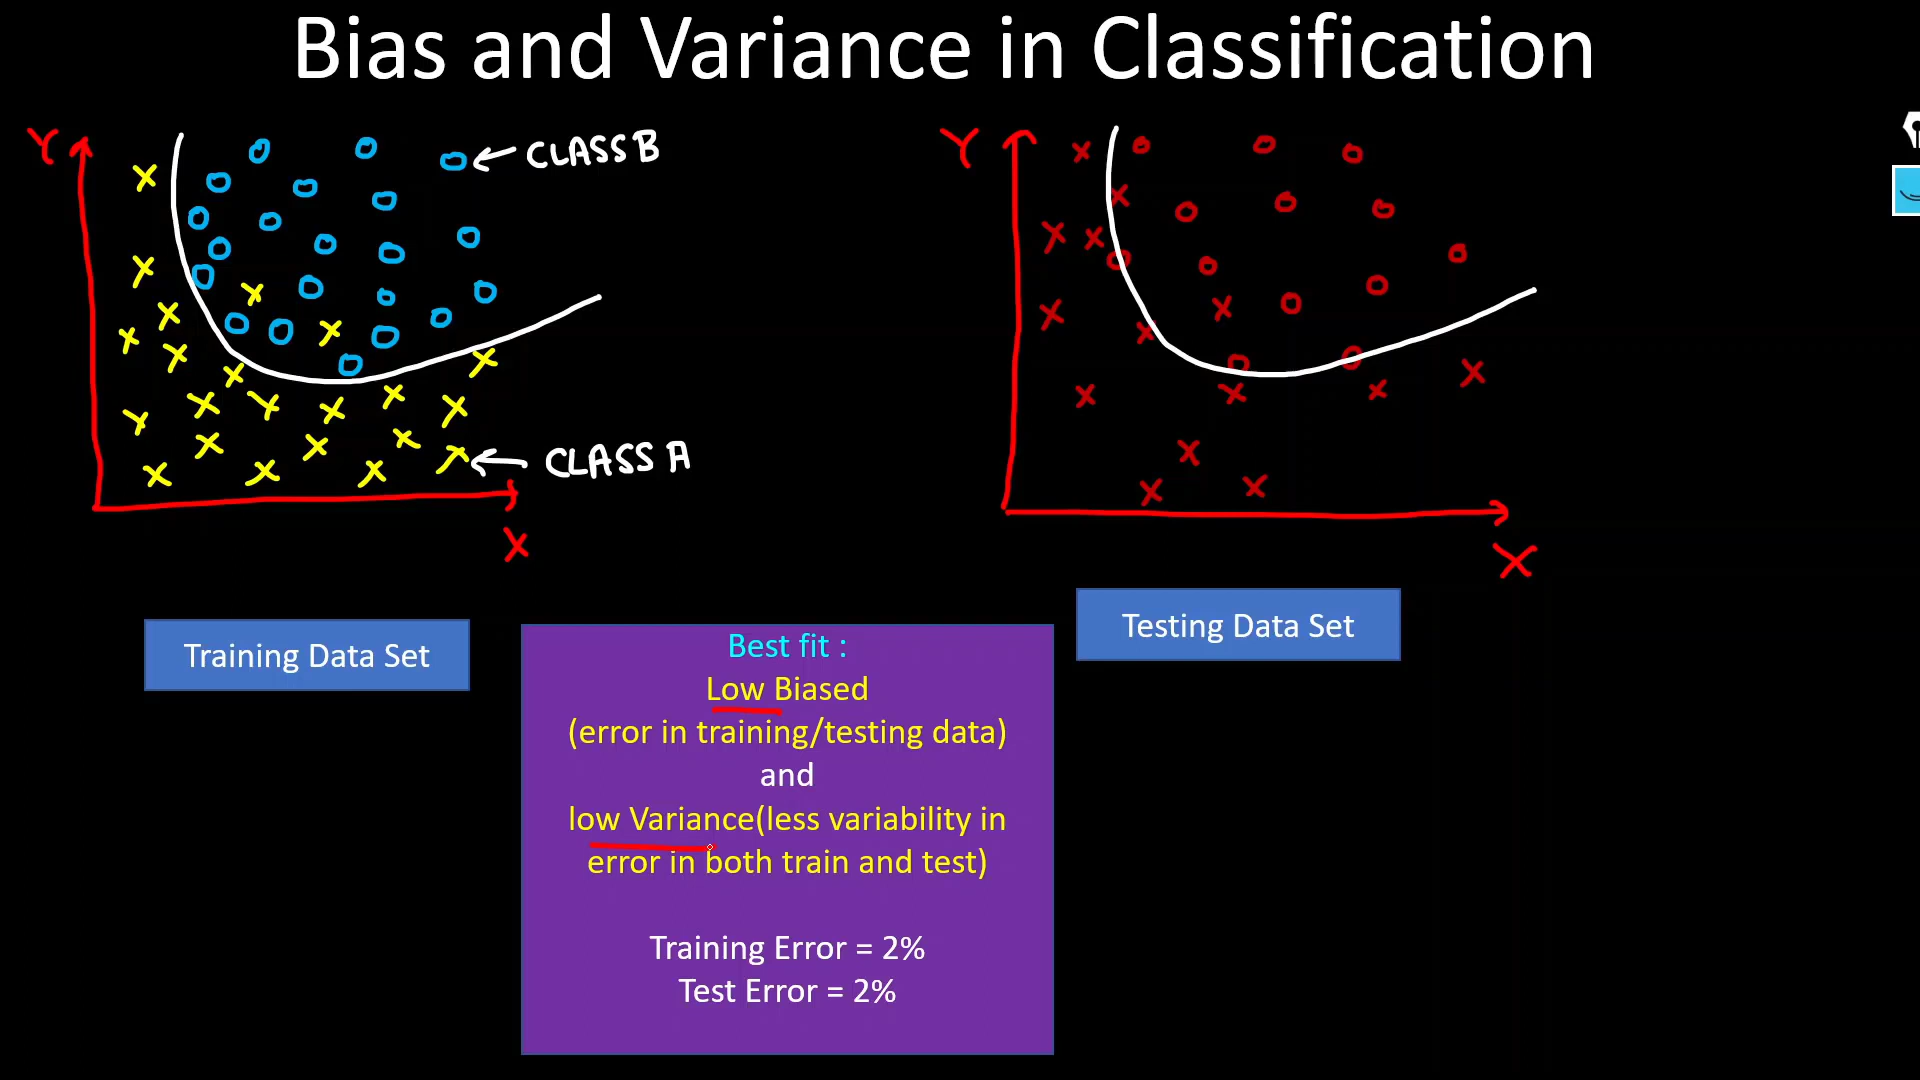 Bias and Variance in Classification
Y
CLASS B
CLASS A
X
Y
X
Training Data Set
Testing Data Set
Best fit :
Low Biased
(error in training/testing data)
and
low Variance(less variability in
error in both train and test)
Training Error = 2%
Test Error = 2%